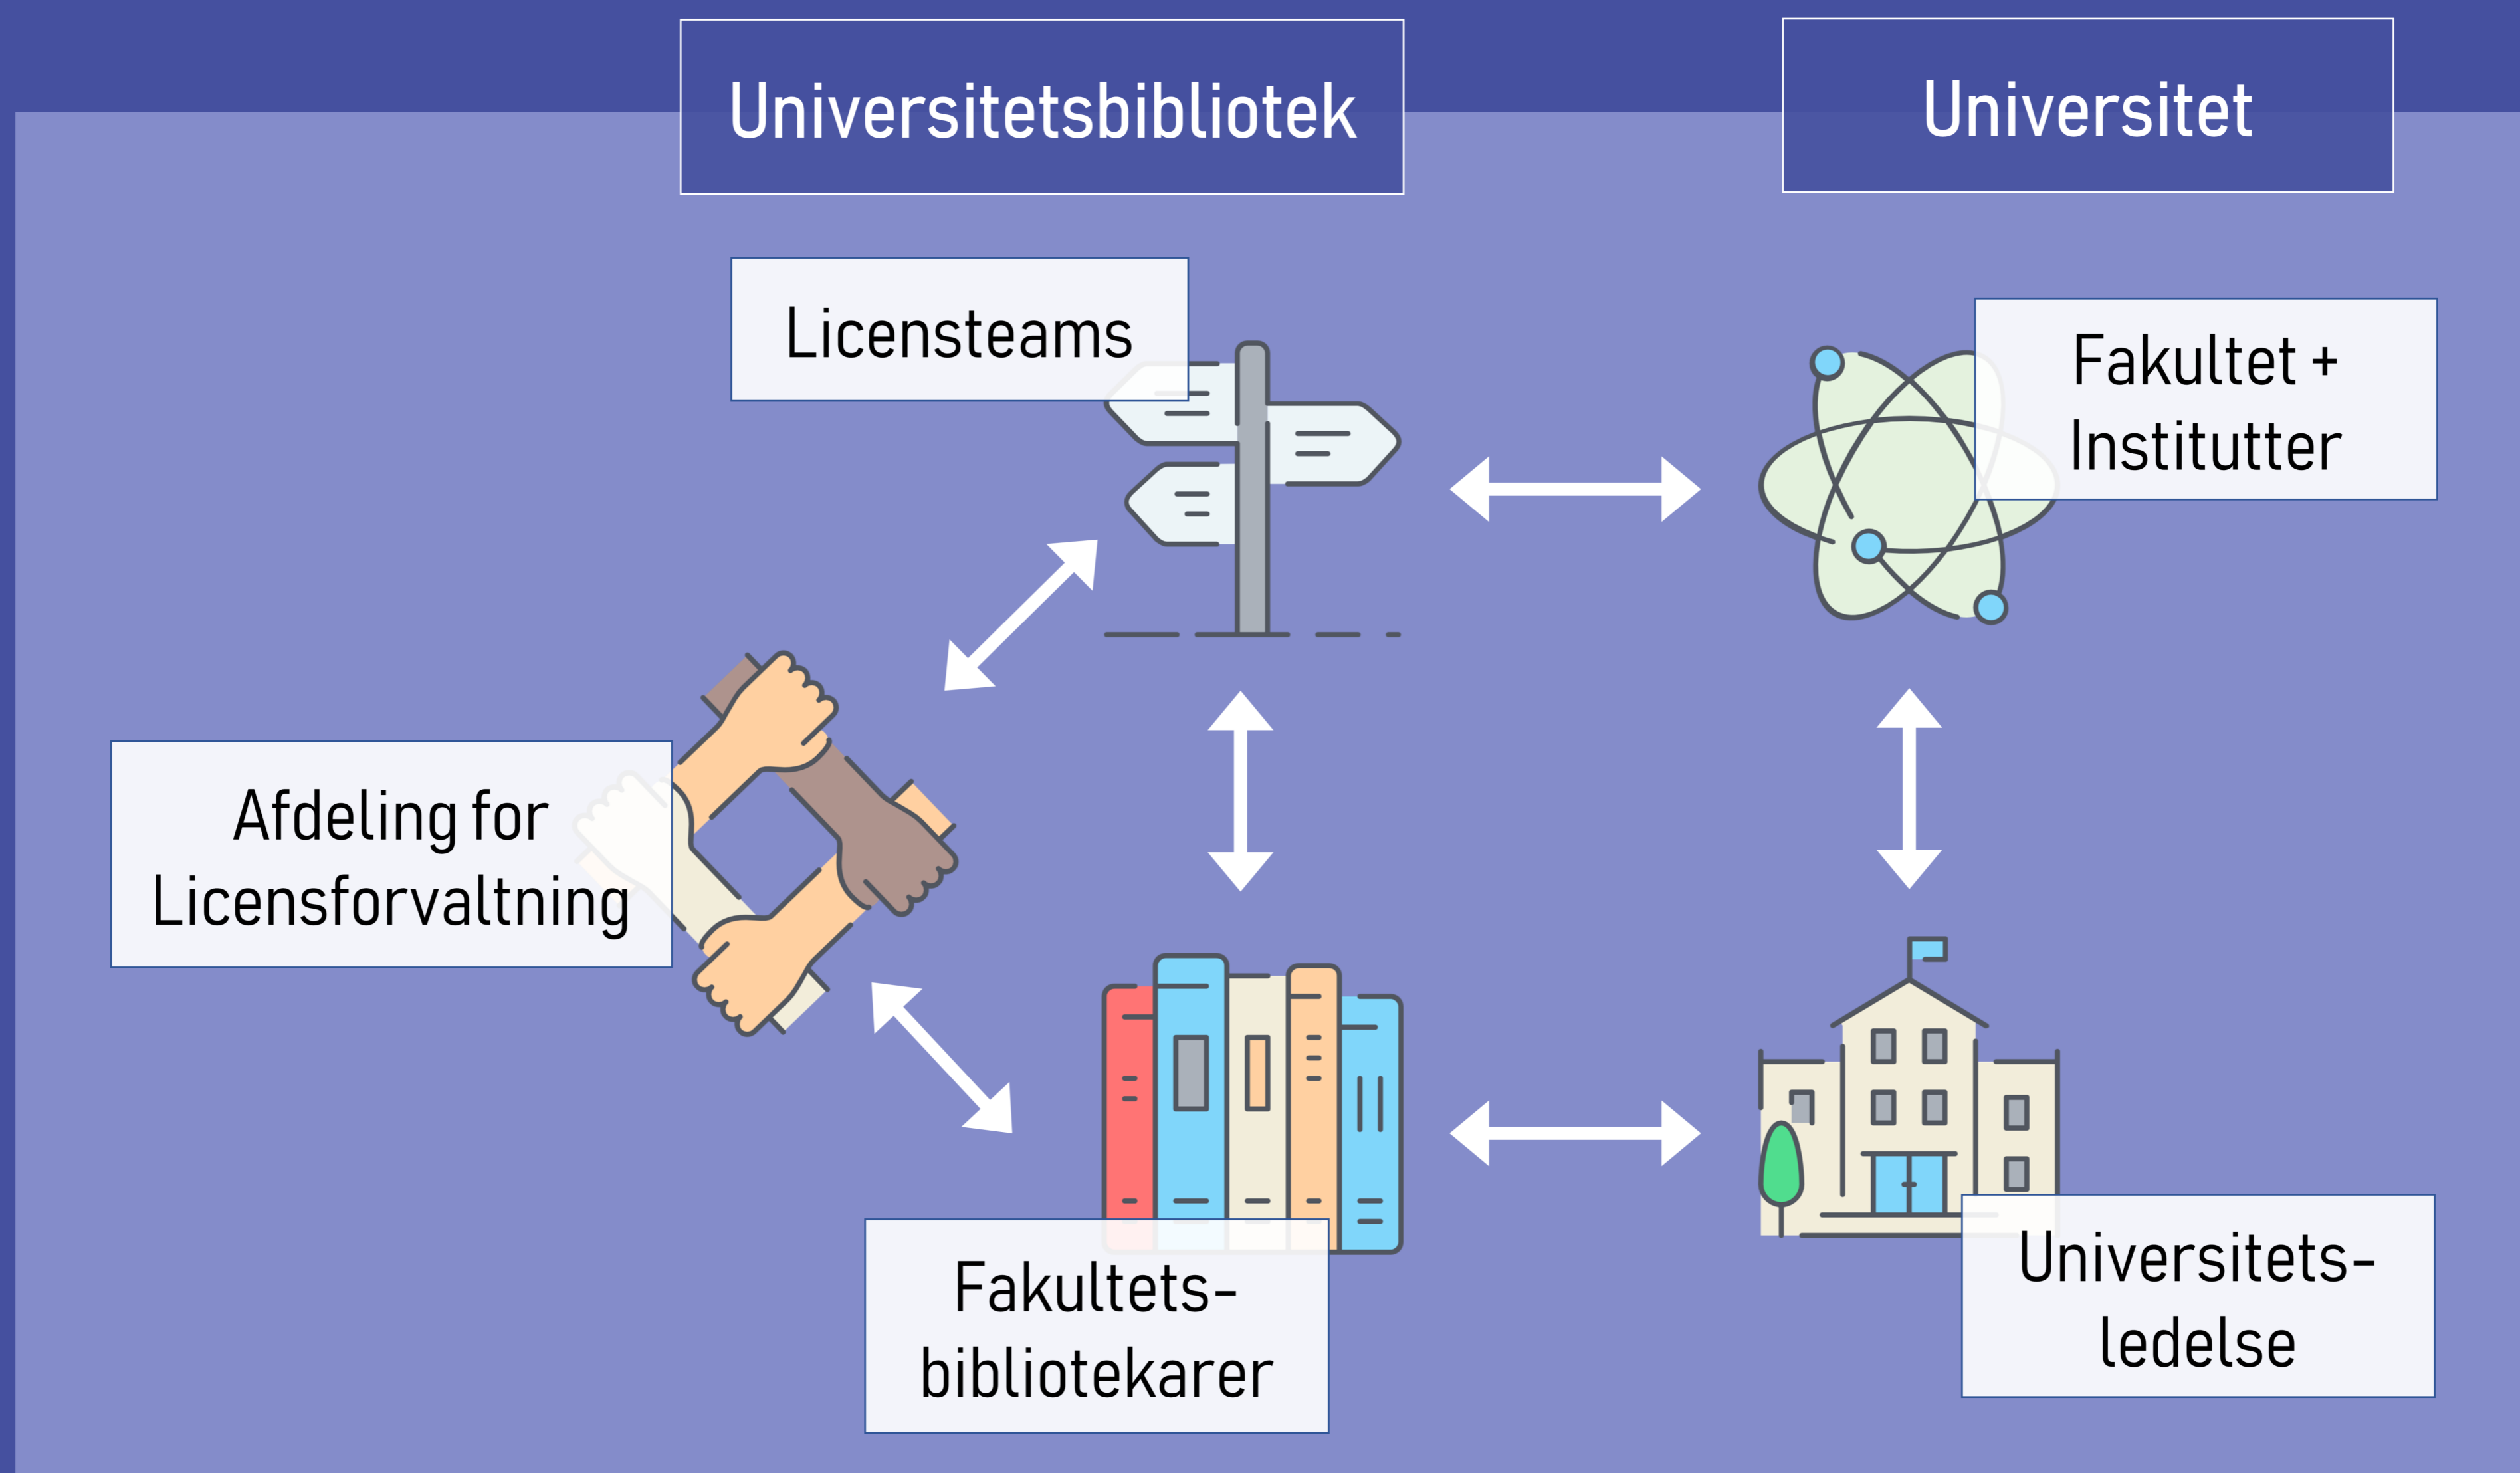 Universitetsbibliotek
Universitet
Licensteams
Fakultet +
Institutter
Afdeling for
Licensforvaltning
Fakultets-
bibliotekarer
Universitets-
ledelse